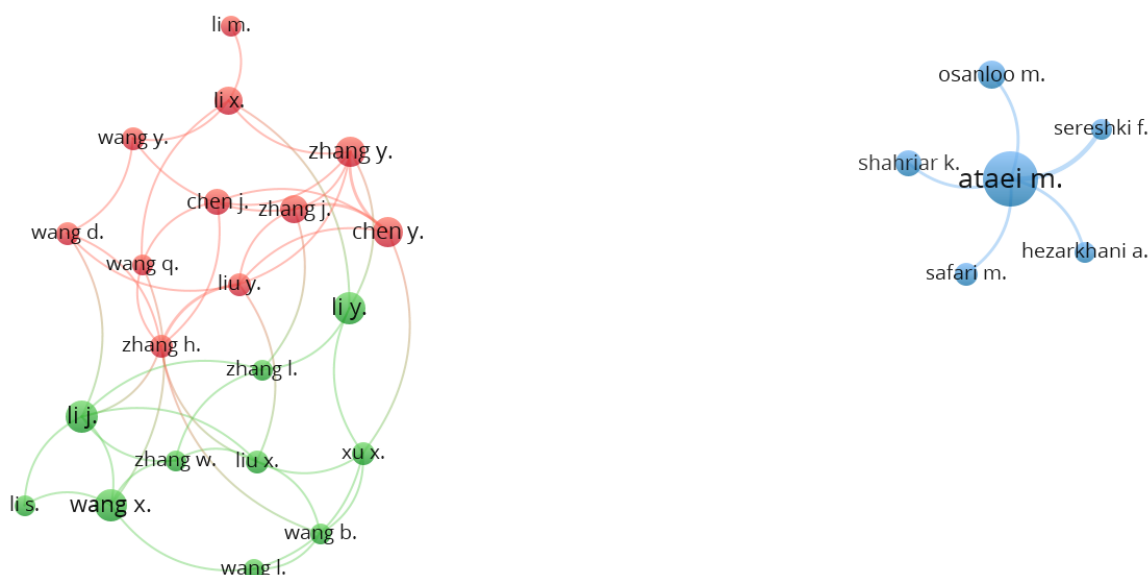 li m.
li x.
wang y.
zhang y.
chen j.
zhang j.
chen y.
wang d.
wang q.
liu y.
li y.
zhang h.
zhang l.
li j.
zhang w.
liu x.
xu x.
li s.
wang x.
wang b.
wang l.
osanloo m.
sereshki f.
shahriar k.
ataei m.
hezarkhani a.
safari m.